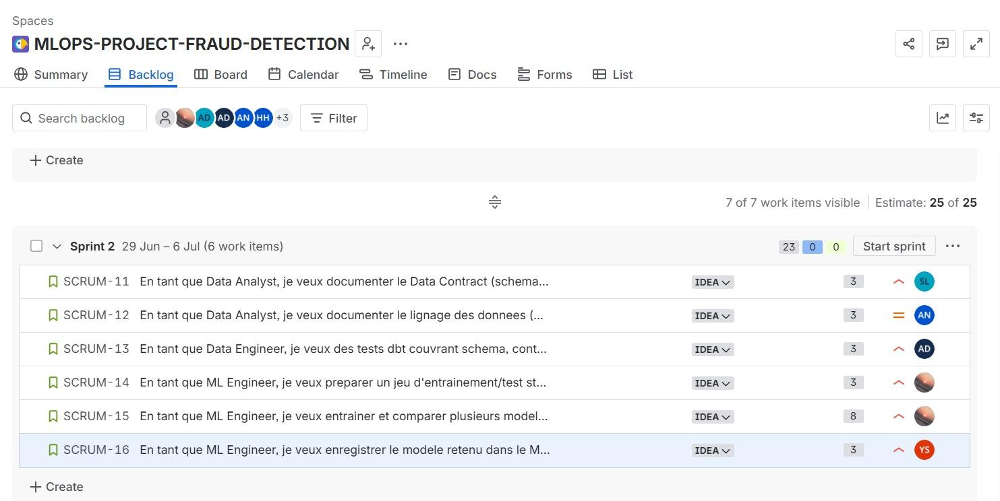 Spaces
MLOPS-PROJECT-FRAUD-DETECTION
Summary Backlog Board Calendar Timeline Docs Forms List
Search backlog AD AD AN HH +3 Filter
+ Create
7 of 7 work items visible Estimate: 25 of 25
Sprint 2 29 Jun – 6 Jul (6 work items) 23 0 0 Start sprint
SCRUM-11 En tant que Data Analyst, je veux documenter le Data Contract (schema... IDEA 3 SL
SCRUM-12 En tant que Data Analyst, je veux documenter le lignage des donnees (... IDEA 3 AN
SCRUM-13 En tant que Data Engineer, je veux des tests dbt couvrant schema, cont... IDEA 3 AD
SCRUM-14 En tant que ML Engineer, je veux preparer un jeu d'entrainement/test st... IDEA 3
SCRUM-15 En tant que ML Engineer, je veux entrainer et comparer plusieurs model... IDEA 8
SCRUM-16 En tant que ML Engineer, je veux enregistrer le modele retenu dans le M... IDEA 3 YS
+ Create